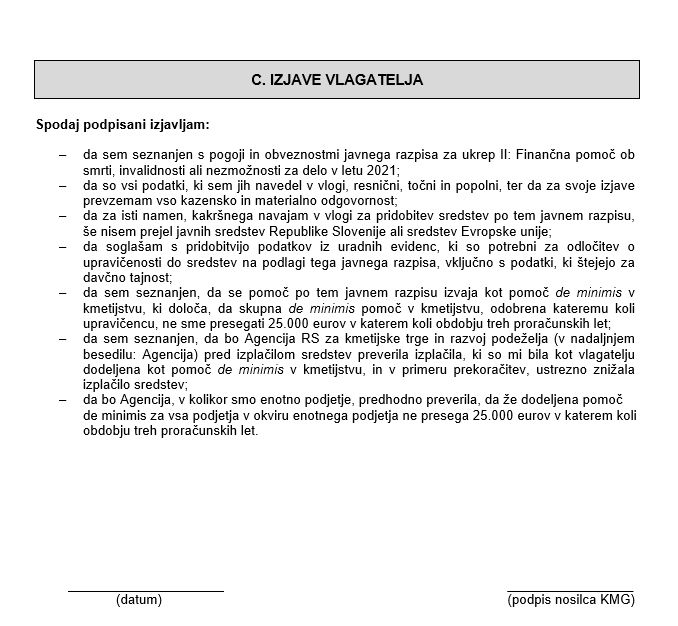 C. IZJAVE VLAGATELJA
Spodaj podpisani izjavljam:
– da sem seznanjen s pogoji in obveznostmi javnega razpisa za ukrep II: Finančna pomoč ob
smrti, invalidnosti ali nezmožnosti za delo v letu 2021;
– da so vsi podatki, ki sem jih navedel v vlogi, resnični, točni in popolni, ter da za svoje izjave
prevzemam vso kazensko in materialno odgovornost;
– da za isti namen, kakršnega navajam v vlogi za pridobitev sredstev po tem javnem razpisu,
še nisem prejel javnih sredstev Republike Slovenije ali sredstev Evropske unije;
– da soglašam s pridobitvijo podatkov iz uradnih evidenc, ki so potrebni za odločitev o
upravičenosti do sredstev na podlagi tega javnega razpisa, vključno s podatki, ki štejejo za
davčno tajnost;
– da sem seznanjen, da se pomoč po tem javnem razpisu izvaja kot pomoč de minimis v
kmetijstvu, ki določa, da skupna de minimis pomoč v kmetijstvu, odobrena kateremu koli
upravičencu, ne sme presegati 25.000 eurov v katerem koli obdobju treh proračunskih let;
– da sem seznanjen, da bo Agencija RS za kmetijske trge in razvoj podeželja (v nadaljnjem
besedilu: Agencija) pred izplačilom sredstev preverila izplačila, ki so mi bila kot vlagatelju
dodeljena kot pomoč de minimis v kmetijstvu, in v primeru prekoračitev, ustrezno znižala
izplačilo sredstev;
– da bo Agencija, v kolikor smo enotno podjetje, predhodno preverila, da že dodeljena pomoč
de minimis za vsa podjetja v okviru enotnega podjetja ne presega 25.000 eurov v katerem koli
obdobju treh proračunskih let.
(datum) (podpis nosilca KMG)